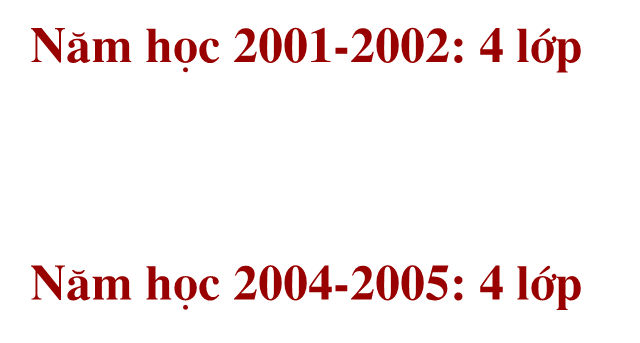 Năm học 2001-2002: 4 lớp
Năm học 2004-2005: 4 lớp